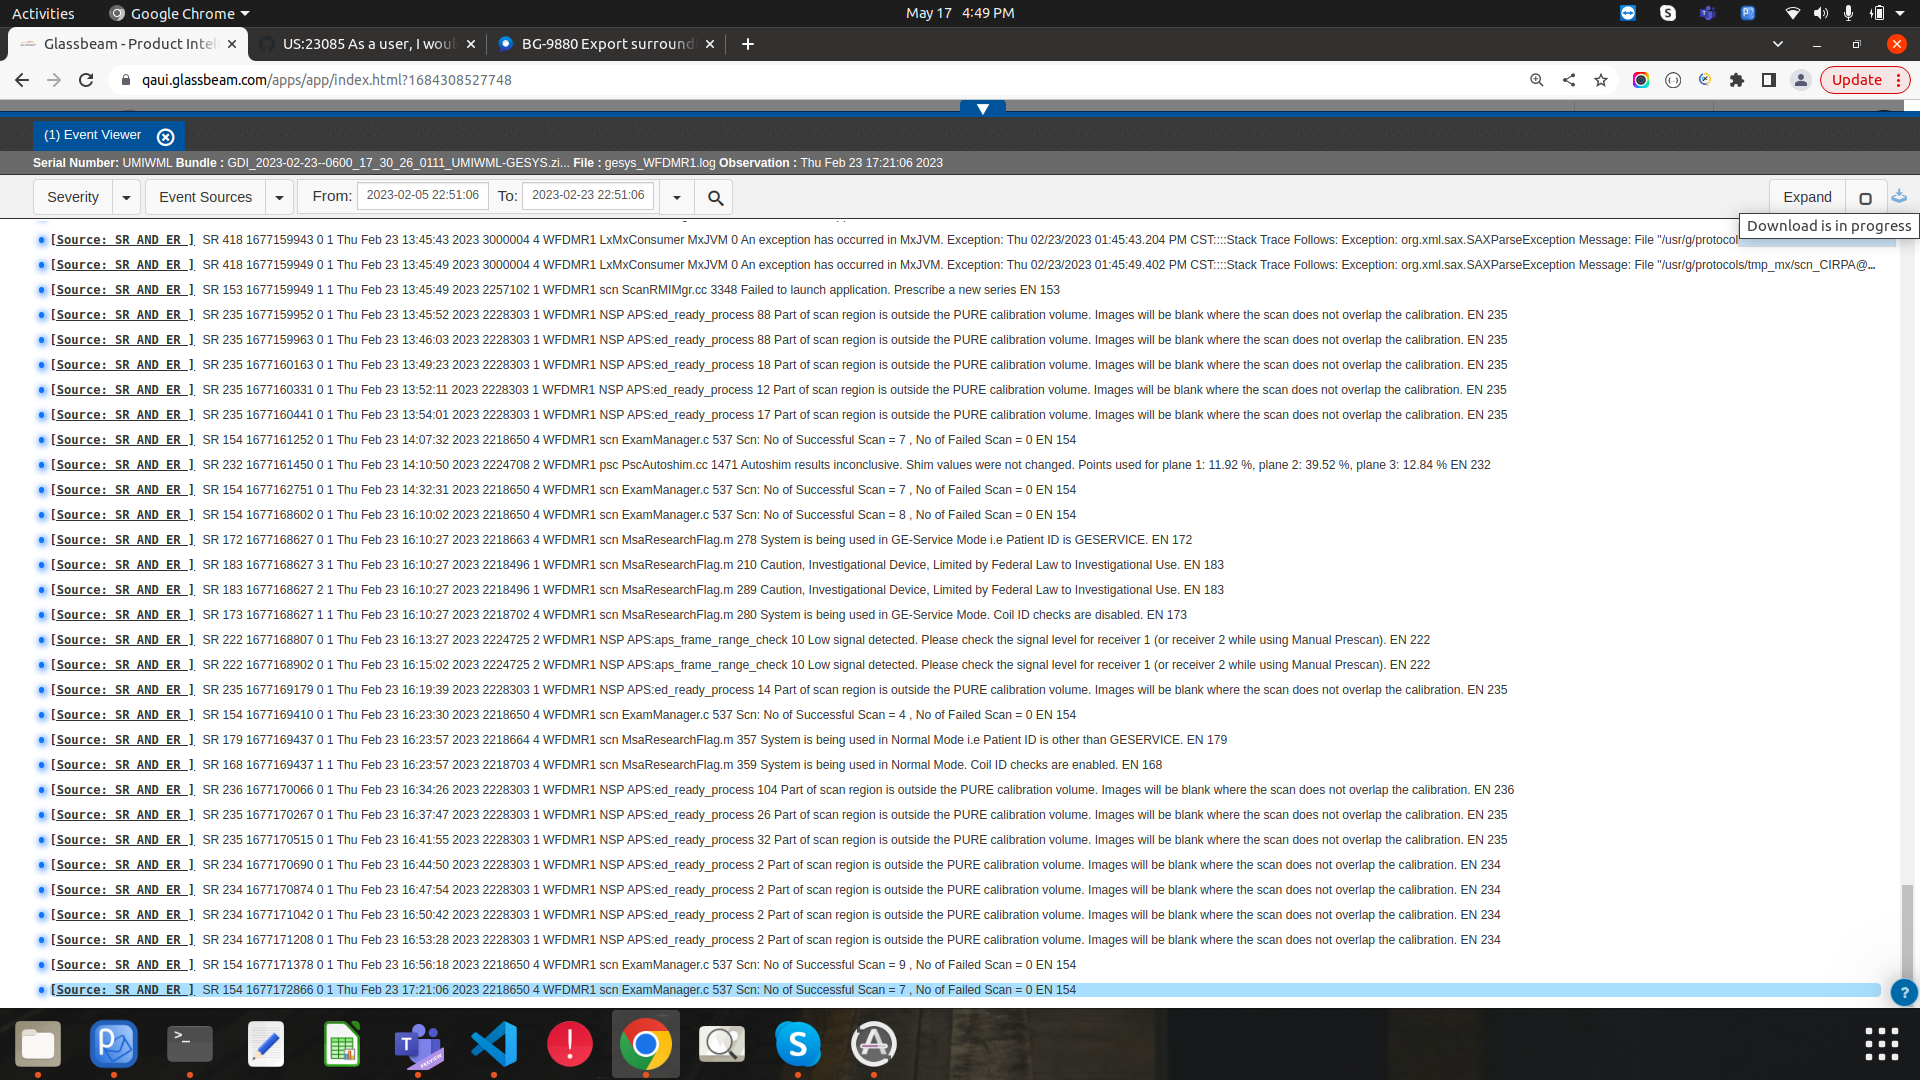 Activities
Google Chrome
May 17 4:49 PM
Glassbeam - Product Intel
US:23085 As a user, I woul
BG-9880 Export surround
qaui.glassbeam.com/apps/app/index.html?1684308527748
Update
(1) Event Viewer
Serial Number: UMIWML Bundle : GDI_2023-02-23--0600_17_30_26_0111_UMIWML-GESYS.zi... File : gesys_WFDMR1.log Observation : Thu Feb 23 17:21:06 2023
Severity
Event Sources
From: 2023-02-05 22:51:06 To: 2023-02-23 22:51:06
Expand
Download is in progress
[Source: SR AND ER ] SR 418 1677159943 0 1 Thu Feb 23 13:45:43 2023 3000004 4 WFDMR1 LxMxConsumer MxJVM 0 An exception has occurred in MxJVM. Exception: Thu 02/23/2023 01:45:43.204 PM CST::::Stack Trace Follows: Exception: org.xml.sax.SAXParseException Message: File "/usr/g/protocol
[Source: SR AND ER ] SR 418 1677159949 0 1 Thu Feb 23 13:45:49 2023 3000004 4 WFDMR1 LxMxConsumer MxJVM 0 An exception has occurred in MxJVM. Exception: Thu 02/23/2023 01:45:49.402 PM CST::::Stack Trace Follows: Exception: org.xml.sax.SAXParseException Message: File "/usr/g/protocols/tmp_mx/scn_CIRPA@...
[Source: SR AND ER ] SR 153 1677159949 1 1 Thu Feb 23 13:45:49 2023 2257102 1 WFDMR1 scn ScanRMIMgr.cc 3348 Failed to launch application. Prescribe a new series EN 153
[Source: SR AND ER ] SR 235 1677159952 0 1 Thu Feb 23 13:45:52 2023 2228303 1 WFDMR1 NSP APS:ed_ready_process 88 Part of scan region is outside the PURE calibration volume. Images will be blank where the scan does not overlap the calibration. EN 235
[Source: SR AND ER ] SR 235 1677159963 0 1 Thu Feb 23 13:46:03 2023 2228303 1 WFDMR1 NSP APS:ed_ready_process 88 Part of scan region is outside the PURE calibration volume. Images will be blank where the scan does not overlap the calibration. EN 235
[Source: SR AND ER ] SR 235 1677160163 0 1 Thu Feb 23 13:49:23 2023 2228303 1 WFDMR1 NSP APS:ed_ready_process 18 Part of scan region is outside the PURE calibration volume. Images will be blank where the scan does not overlap the calibration. EN 235
[Source: SR AND ER ] SR 235 1677160331 0 1 Thu Feb 23 13:52:11 2023 2228303 1 WFDMR1 NSP APS:ed_ready_process 12 Part of scan region is outside the PURE calibration volume. Images will be blank where the scan does not overlap the calibration. EN 235
[Source: SR AND ER ] SR 235 1677160441 0 1 Thu Feb 23 13:54:01 2023 2228303 1 WFDMR1 NSP APS:ed_ready_process 17 Part of scan region is outside the PURE calibration volume. Images will be blank where the scan does not overlap the calibration. EN 235
[Source: SR AND ER ] SR 154 1677161252 0 1 Thu Feb 23 14:07:32 2023 2218650 4 WFDMR1 scn ExamManager.c 537 Scn: No of Successful Scan = 7 , No of Failed Scan = 0 EN 154
[Source: SR AND ER ] SR 232 1677161450 0 1 Thu Feb 23 14:10:50 2023 2224708 2 WFDMR1 psc PscAutoshim.cc 1471 Autoshim results inconclusive. Shim values were not changed. Points used for plane 1: 11.92 %, plane 2: 39.52 %, plane 3: 12.84 % EN 232
[Source: SR AND ER ] SR 154 1677162751 0 1 Thu Feb 23 14:32:31 2023 2218650 4 WFDMR1 scn ExamManager.c 537 Scn: No of Successful Scan = 7 , No of Failed Scan = 0 EN 154
[Source: SR AND ER ] SR 154 1677168602 0 1 Thu Feb 23 16:10:02 2023 2218650 4 WFDMR1 scn ExamManager.c 537 Scn: No of Successful Scan = 8 , No of Failed Scan = 0 EN 154
[Source: SR AND ER ] SR 172 1677168627 0 1 Thu Feb 23 16:10:27 2023 2218663 4 WFDMR1 scn MsaResearchFlag.m 278 System is being used in GE-Service Mode i.e Patient ID is GESERVICE. EN 172
[Source: SR AND ER ] SR 183 1677168627 3 1 Thu Feb 23 16:10:27 2023 2218496 1 WFDMR1 scn MsaResearchFlag.m 210 Caution, Investigational Device, Limited by Federal Law to Investigational Use. EN 183
[Source: SR AND ER ] SR 183 1677168627 2 1 Thu Feb 23 16:10:27 2023 2218496 1 WFDMR1 scn MsaResearchFlag.m 289 Caution, Investigational Device, Limited by Federal Law to Investigational Use. EN 183
[Source: SR AND ER ] SR 173 1677168627 1 1 Thu Feb 23 16:10:27 2023 2218702 4 WFDMR1 scn MsaResearchFlag.m 280 System is being used in GE-Service Mode. Coil ID checks are disabled. EN 173
[Source: SR AND ER ] SR 222 1677168807 0 1 Thu Feb 23 16:13:27 2023 2224725 2 WFDMR1 NSP APS:aps_frame_range_check 10 Low signal detected. Please check the signal level for receiver 1 (or receiver 2 while using Manual Prescan). EN 222
[Source: SR AND ER ] SR 222 1677168902 0 1 Thu Feb 23 16:15:02 2023 2224725 2 WFDMR1 NSP APS:aps_frame_range_check 10 Low signal detected. Please check the signal level for receiver 1 (or receiver 2 while using Manual Prescan). EN 222
[Source: SR AND ER ] SR 235 1677169179 0 1 Thu Feb 23 16:19:39 2023 2228303 1 WFDMR1 NSP APS:ed_ready_process 14 Part of scan region is outside the PURE calibration volume. Images will be blank where the scan does not overlap the calibration. EN 235
[Source: SR AND ER ] SR 154 1677169410 0 1 Thu Feb 23 16:23:30 2023 2218650 4 WFDMR1 scn ExamManager.c 537 Scn: No of Successful Scan = 4 , No of Failed Scan = 0 EN 154
[Source: SR AND ER ] SR 179 1677169437 0 1 Thu Feb 23 16:23:57 2023 2218664 4 WFDMR1 scn MsaResearchFlag.m 357 System is being used in Normal Mode i.e Patient ID is other than GESERVICE. EN 179
[Source: SR AND ER ] SR 168 1677169437 1 1 Thu Feb 23 16:23:57 2023 2218703 4 WFDMR1 scn MsaResearchFlag.m 359 System is being used in Normal Mode. Coil ID checks are enabled. EN 168
[Source: SR AND ER ] SR 236 1677170066 0 1 Thu Feb 23 16:34:26 2023 2228303 1 WFDMR1 NSP APS:ed_ready_process 104 Part of scan region is outside the PURE calibration volume. Images will be blank where the scan does not overlap the calibration. EN 236
[Source: SR AND ER ] SR 235 1677170267 0 1 Thu Feb 23 16:37:47 2023 2228303 1 WFDMR1 NSP APS:ed_ready_process 26 Part of scan region is outside the PURE calibration volume. Images will be blank where the scan does not overlap the calibration. EN 235
[Source: SR AND ER ] SR 235 1677170515 0 1 Thu Feb 23 16:41:55 2023 2228303 1 WFDMR1 NSP APS:ed_ready_process 32 Part of scan region is outside the PURE calibration volume. Images will be blank where the scan does not overlap the calibration. EN 235
[Source: SR AND ER ] SR 234 1677170690 0 1 Thu Feb 23 16:44:50 2023 2228303 1 WFDMR1 NSP APS:ed_ready_process 2 Part of scan region is outside the PURE calibration volume. Images will be blank where the scan does not overlap the calibration. EN 234
[Source: SR AND ER ] SR 234 1677170874 0 1 Thu Feb 23 16:47:54 2023 2228303 1 WFDMR1 NSP APS:ed_ready_process 2 Part of scan region is outside the PURE calibration volume. Images will be blank where the scan does not overlap the calibration. EN 234
[Source: SR AND ER ] SR 234 1677171042 0 1 Thu Feb 23 16:50:42 2023 2228303 1 WFDMR1 NSP APS:ed_ready_process 2 Part of scan region is outside the PURE calibration volume. Images will be blank where the scan does not overlap the calibration. EN 234
[Source: SR AND ER ] SR 234 1677171208 0 1 Thu Feb 23 16:53:28 2023 2228303 1 WFDMR1 NSP APS:ed_ready_process 2 Part of scan region is outside the PURE calibration volume. Images will be blank where the scan does not overlap the calibration. EN 234
[Source: SR AND ER ] SR 154 1677171378 0 1 Thu Feb 23 16:56:18 2023 2218650 4 WFDMR1 scn ExamManager.c 537 Scn: No of Successful Scan = 9 , No of Failed Scan = 0 EN 154
[Source: SR AND ER ] SR 154 1677172866 0 1 Thu Feb 23 17:21:06 2023 2218650 4 WFDMR1 scn ExamManager.c 537 Scn: No of Successful Scan = 7 , No of Failed Scan = 0 EN 154